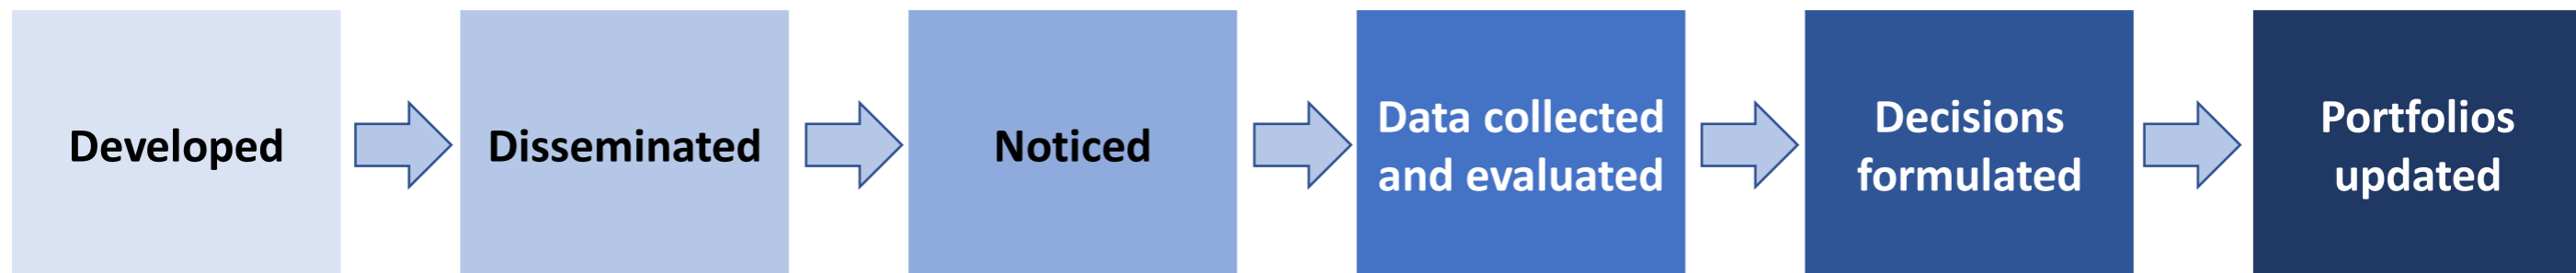 Developed
Disseminated
Noticed
Data collected
and evaluated
Decisions
formulated
Portfolios
updated